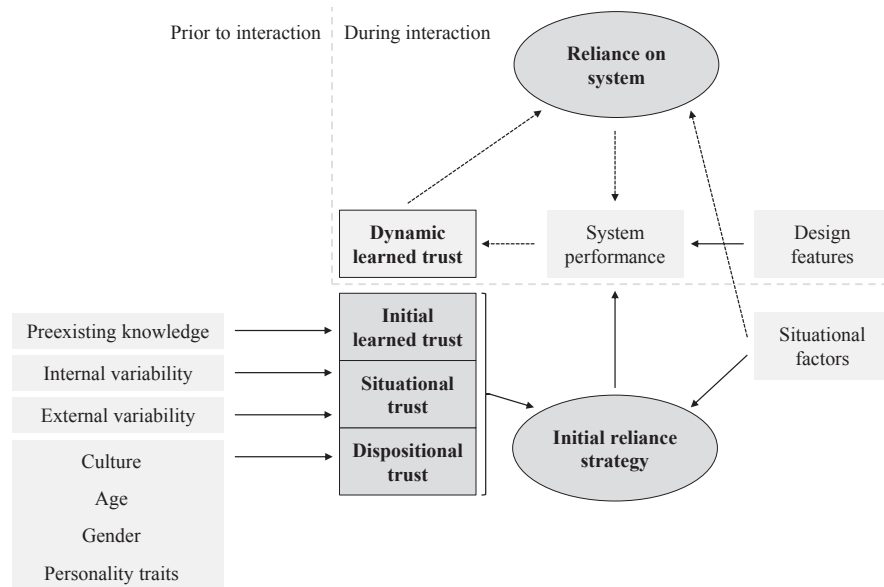 Prior to interaction
During interaction
Reliance on
system
Dynamic
learned trust
System
performance
Design
features
Preexisting knowledge
Initial
learned trust
Situational
factors
Internal variability
Situational
trust
External variability
Initial reliance
strategy
Dispositional
trust
Culture
Age
Gender
Personality traits